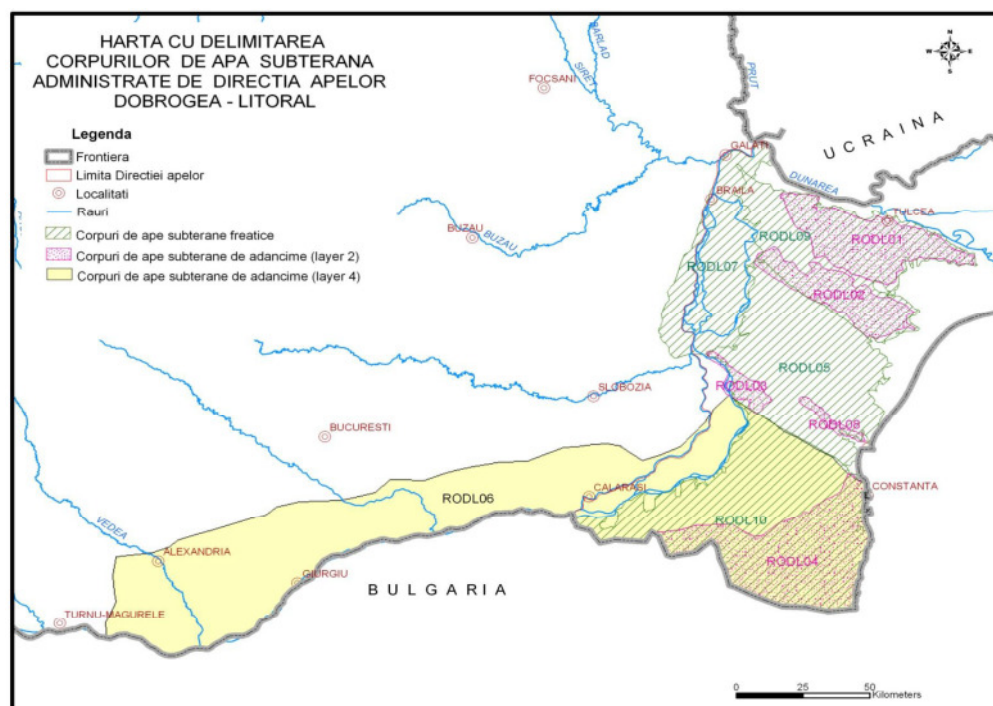 HARTA CU DELIMITAREA
CORPURILOR DE APA SUBTERANA
ADMINISTRATE DE DIRECTIA APELOR
DOBROGEA - LITORAL
Legenda
Frontiera
Limita Directiei apelor
Localitati
Rauri
Corpuri de ape subterane freatice
Corpuri de ape subterane de adancime (layer 2)
Corpuri de ape subterane de adancime (layer 4)
BARLAD
SIRET
PRUT
N
W
E
S
FOCSANI
UCRAINA
GALATI
DUNAREA
BRAILA
TULCEA
BUZAU
BUZAU
RODL09
RODL01
RODL07
RODL02
RODL05
RODL03
SLOBOZIA
RODL08
BUCURESTI
CALARASI
CONSTANTA
RODL06
RODL10
VEDEA
ALEXANDRIA
RODL04
GIURGIU
BULGARIA
TURNU-MAGURELE
0 25 50
Kilometers